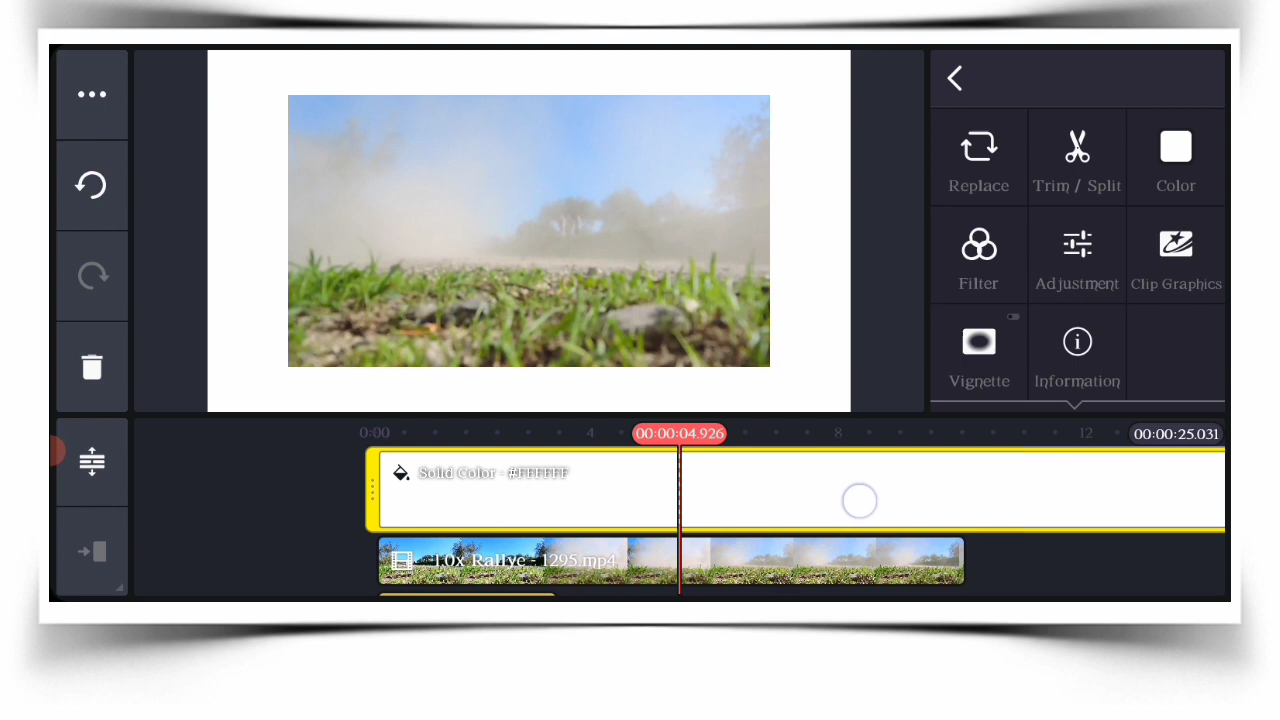 Replace
Trim / Split
Color
Filter
Adjustment
Clip Graphics
Vignette
Information
0:00
4
00:00:04.926
8
12
00:00:25.031
Solid Color - #FFFFFF
1.0x Rallye - 1295.mp4